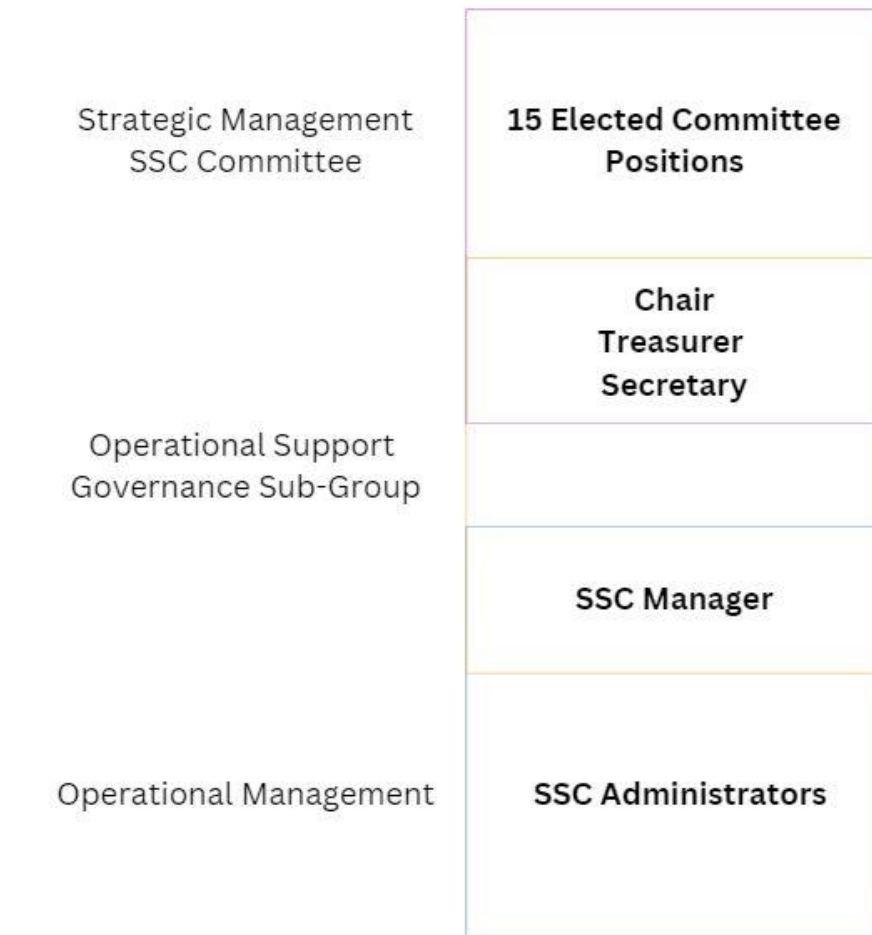 Strategic Management
SSC Committee
15 Elected Committee
Positions
Chair
Treasurer
Secretary
Operational Support
Governance Sub-Group
SSC Manager
Operational Management
SSC Administrators